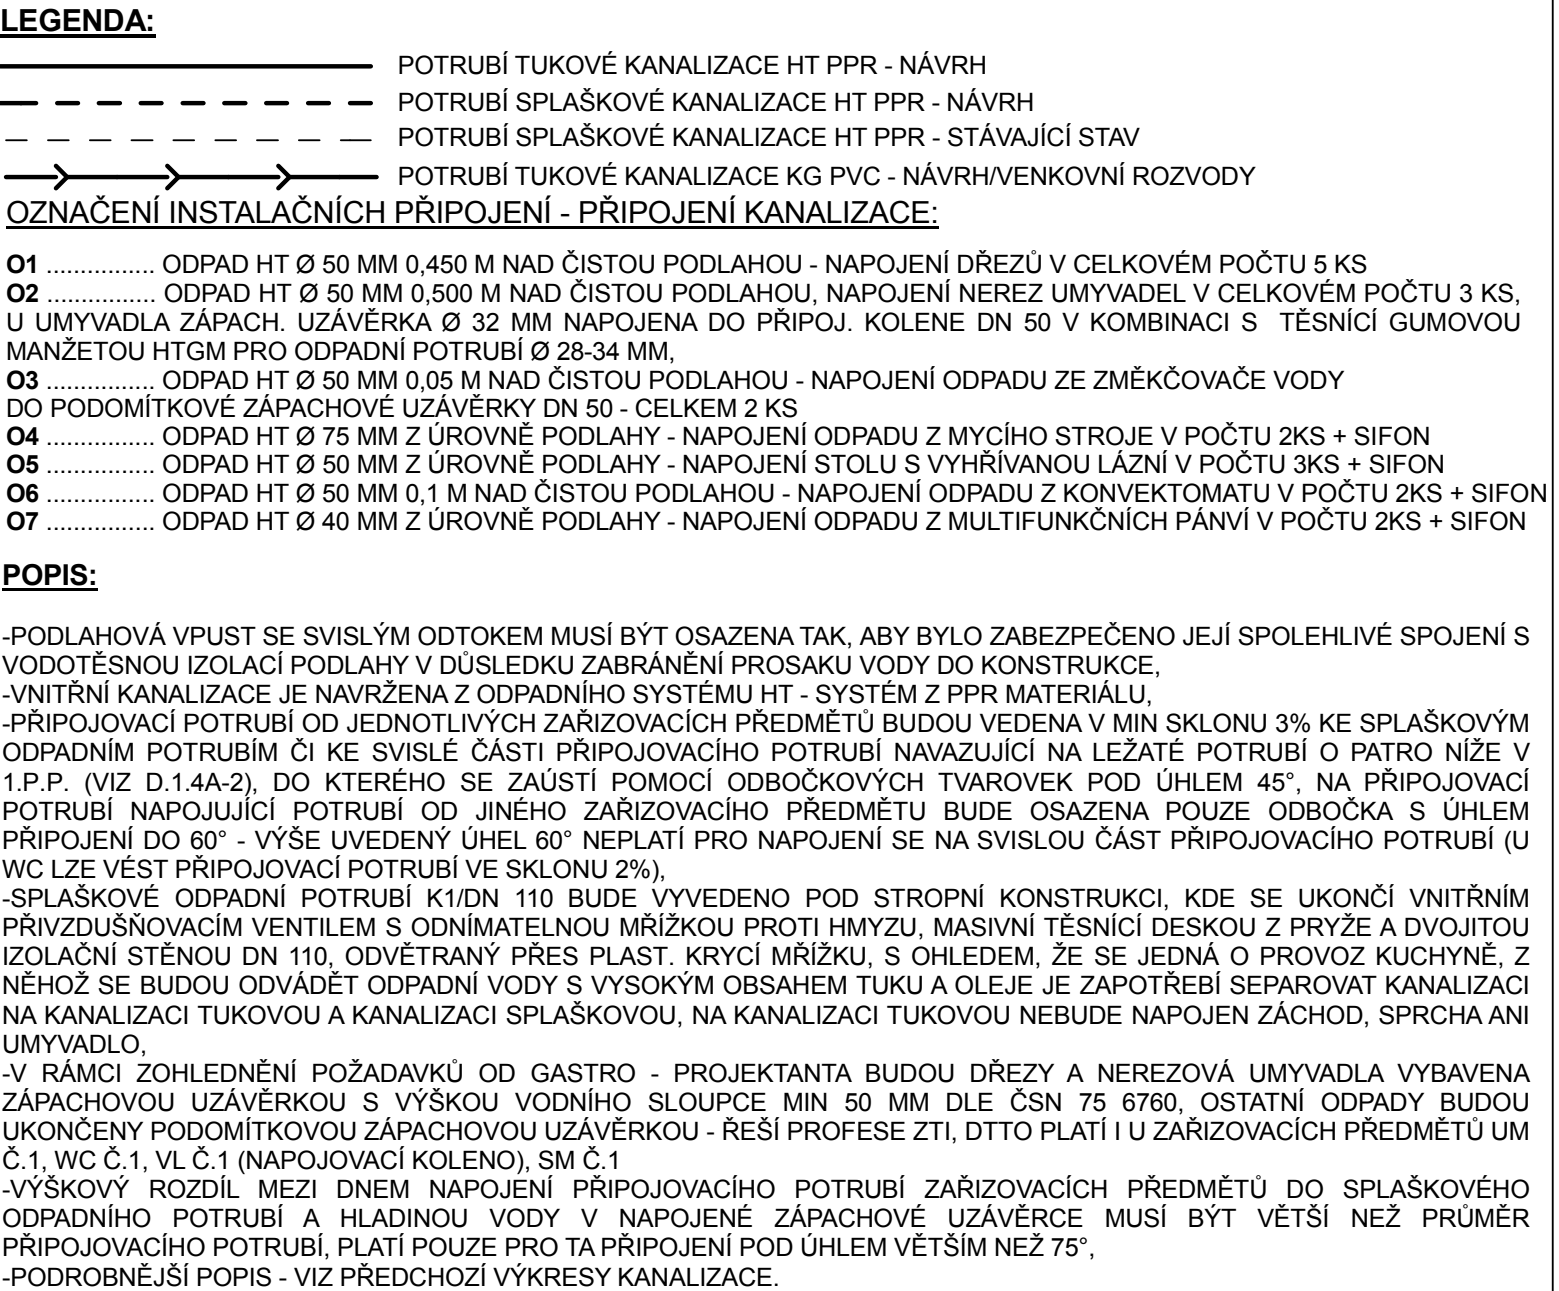 LEGENDA:
POTRUBÍ TUKOVÉ KANALIZACE HT PPR - NÁVRH
POTRUBÍ SPLAŠKOVÉ KANALIZACE HT PPR - NÁVRH
POTRUBÍ SPLAŠKOVÉ KANALIZACE HT PPR - STÁVAJÍCÍ STAV
POTRUBÍ TUKOVÉ KANALIZACE KG PVC - NÁVRH/VENKOVNÍ ROZVODY
OZNAČENÍ INSTALAČNÍCH PŘIPOJENÍ - PŘIPOJENÍ KANALIZACE:
O1 ................ ODPAD HT Ø 50 MM 0,450 M NAD ČISTOU PODLAHOU - NAPOJENÍ DŘEZŮ V CELKOVÉM POČTU 5 KS
O2 ................ ODPAD HT Ø 50 MM 0,500 M NAD ČISTOU PODLAHOU, NAPOJENÍ NEREZ UMYVADEL V CELKOVÉM POČTU 3 KS,
U UMYVADLA ZÁPACH. UZÁVĚRKA Ø 32 MM NAPOJENA DO PŘIPOJ. KOLENE DN 50 V KOMBINACI S TĚSNÍCÍ GUMOVOU
MANŽETOU HTGM PRO ODPADNÍ POTRUBÍ Ø 28-34 MM,
O3 ................ ODPAD HT Ø 50 MM 0,05 M NAD ČISTOU PODLAHOU - NAPOJENÍ ODPADU ZE ZMĚKČOVAČE VODY
DO PODOMÍTKOVÉ ZÁPACHOVÉ UZÁVĚRKY DN 50 - CELKEM 2 KS
O4 ................ ODPAD HT Ø 75 MM Z ÚROVNĚ PODLAHY - NAPOJENÍ ODPADU Z MYCÍHO STROJE V POČTU 2KS + SIFON
O5 ................ ODPAD HT Ø 50 MM Z ÚROVNĚ PODLAHY - NAPOJENÍ STOLU S VYHŘÍVANOU LÁZNÍ V POČTU 3KS + SIFON
O6 ................ ODPAD HT Ø 50 MM 0,1 M NAD ČISTOU PODLAHOU - NAPOJENÍ ODPADU Z KONVEKTOMATU V POČTU 2KS + SIFON
O7 ................ ODPAD HT Ø 40 MM Z ÚROVNĚ PODLAHY - NAPOJENÍ ODPADU Z MULTIFUNKČNÍCH PÁNVÍ V POČTU 2KS + SIFON
POPIS:
-PODLAHOVÁ VPUST SE SVISLÝM ODTOKEM MUSÍ BÝT OSAZENA TAK, ABY BYLO ZABEZPEČENO JEJÍ SPOLEHLIVÉ SPOJENÍ S
VODOTĚSNOU IZOLACÍ PODLAHY V DŮSLEDKU ZABRÁNĚNÍ PROSAKU VODY DO KONSTRUKCE,
-VNITŘNÍ KANALIZACE JE NAVRŽENA Z ODPADNÍHO SYSTÉMU HT - SYSTÉM Z PPR MATERIÁLU,
-PŘIPOJOVACÍ POTRUBÍ OD JEDNOTLIVÝCH ZAŘIZOVACÍCH PŘEDMĚTŮ BUDOU VEDENA V MIN SKLONU 3% KE SPLAŠKOVÝM
ODPADNÍM POTRUBÍM ČI KE SVISLÉ ČÁSTI PŘIPOJOVACÍHO POTRUBÍ NAVAZUJÍCÍ NA LEŽATÉ POTRUBÍ O PATRO NÍŽE V
1.P.P. (VIZ D.1.4A-2), DO KTERÉHO SE ZAÚSTÍ POMOCÍ ODBOČKOVÝCH TVAROVEK POD ÚHLEM 45°, NA PŘIPOJOVACÍ
POTRUBÍ NAPOJUJÍCÍ POTRUBÍ OD JINÉHO ZAŘIZOVACÍHO PŘEDMĚTU BUDE OSAZENA POUZE ODBOČKA S ÚHLEM
PŘIPOJENÍ DO 60° - VÝŠE UVEDENÝ ÚHEL 60° NEPLATÍ PRO NAPOJENÍ SE NA SVISLOU ČÁST PŘIPOJOVACÍHO POTRUBÍ (U
WC LZE VÉST PŘIPOJOVACÍ POTRUBÍ VE SKLONU 2%),
-SPLAŠKOVÉ ODPADNÍ POTRUBÍ K1/DN 110 BUDE VYVEDENO POD STROPNÍ KONSTRUKCI, KDE SE UKONČÍ VNITŘNÍM
PŘIVZDUŠŇOVACÍM VENTILEM S ODNÍMATELNOU MŘÍŽKOU PROTI HMYZU, MASIVNÍ TĚSNÍCÍ DESKOU Z PRYŽE A DVOJITOU
IZOLAČNÍ STĚNOU DN 110, ODVĚTRANÝ PŘES PLAST. KRYCÍ MŘÍŽKU, S OHLEDEM, ŽE SE JEDNÁ O PROVOZ KUCHYNĚ, Z
NĚHOŽ SE BUDOU ODVÁDĚT ODPADNÍ VODY S VYSOKÝM OBSAHEM TUKU A OLEJE JE ZAPOTŘEBÍ SEPAROVAT KANALIZACI
NA KANALIZACI TUKOVOU A KANALIZACI SPLAŠKOVOU, NA KANALIZACI TUKOVOU NEBUDE NAPOJEN ZÁCHOD, SPRCHA ANI
UMYVADLO,
-V RÁMCI ZOHLEDNĚNÍ POŽADAVKŮ OD GASTRO - PROJEKTANTA BUDOU DŘEZY A NEREZOVÁ UMYVADLA VYBAVENA
ZÁPACHOVOU UZÁVĚRKOU S VÝŠKOU VODNÍHO SLOUPCE MIN 50 MM DLE ČSN 75 6760, OSTATNÍ ODPADY BUDOU
UKONČENY PODOMÍTKOVOU ZÁPACHOVOU UZÁVĚRKOU - ŘEŠÍ PROFESE ZTI, DTTO PLATÍ I U ZAŘIZOVACÍCH PŘEDMĚTŮ UM
Č.1, WC Č.1, VL Č.1 (NAPOJOVACÍ KOLENO), SM Č.1
-VÝŠKOVÝ ROZDÍL MEZI DNEM NAPOJENÍ PŘIPOJOVACÍHO POTRUBÍ ZAŘIZOVACÍCH PŘEDMĚTŮ DO SPLAŠKOVÉHO
ODPADNÍHO POTRUBÍ A HLADINOU VODY V NAPOJENÉ ZÁPACHOVÉ UZÁVĚRCE MUSÍ BÝT VĚTŠÍ NEŽ PRŮMĚR
PŘIPOJOVACÍHO POTRUBÍ, PLATÍ POUZE PRO TA PŘIPOJENÍ POD ÚHLEM VĚTŠÍM NEŽ 75°,
-PODROBNĚJŠÍ POPIS - VIZ PŘEDCHOZÍ VÝKRESY KANALIZACE.